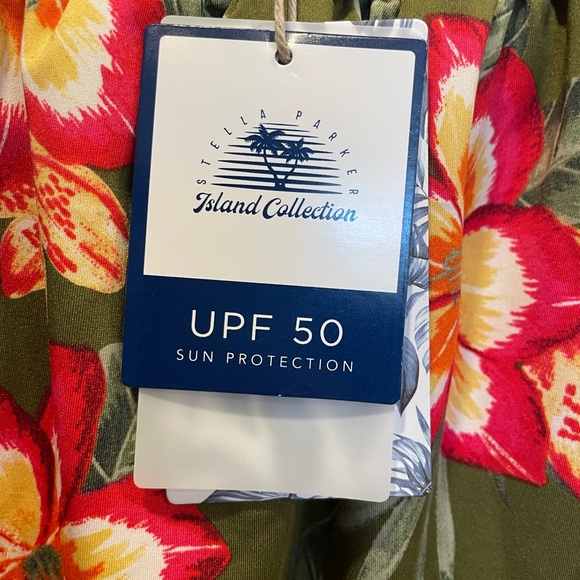 STELLA PARKER
Island Collection
UPF 50
SUN PROTECTION